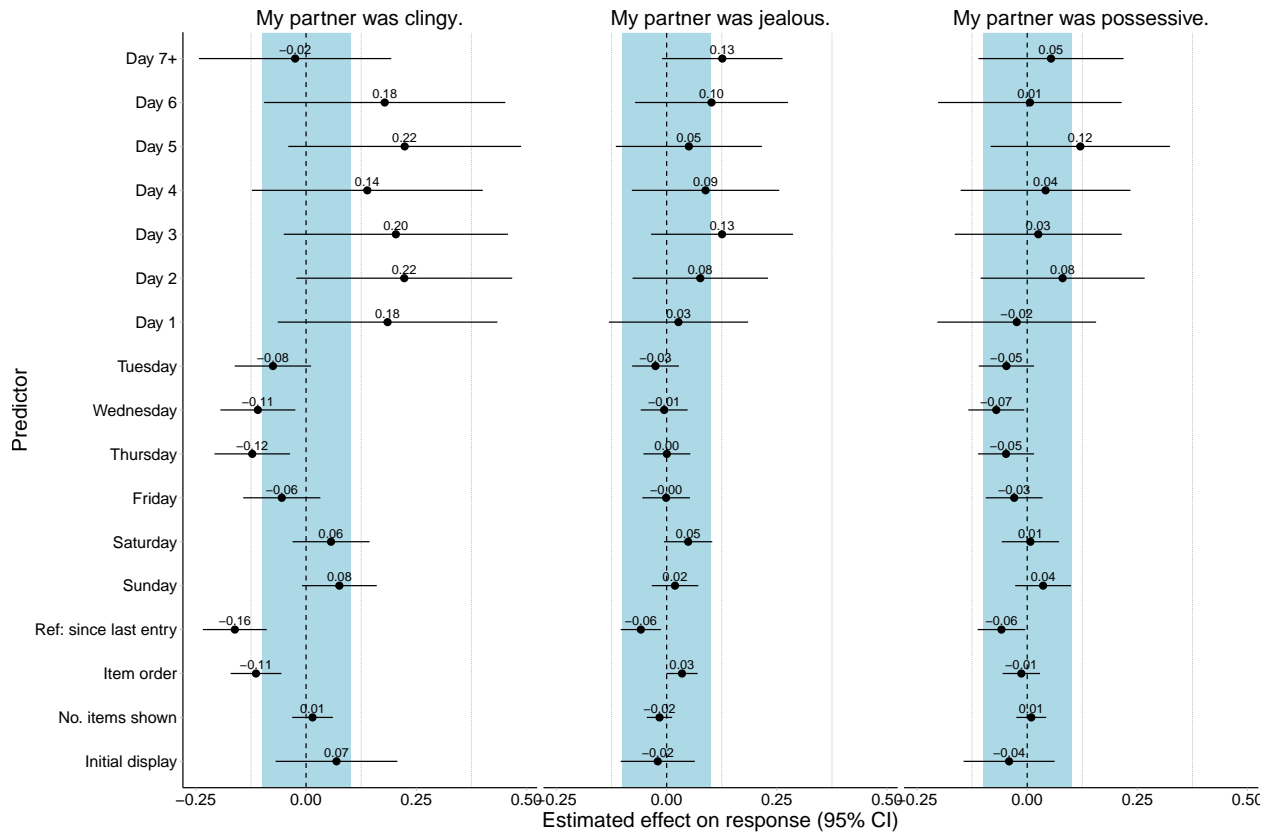 My partner was clingy. My partner was jealous. My partner was possessive.
Predictor
Day 7+ −0.02 0.13 0.05
Day 6 0.18 0.10 0.01
Day 5 0.22 0.05 0.12
Day 4 0.14 0.09 0.04
Day 3 0.20 0.13 0.03
Day 2 0.22 0.08 0.08
Day 1 0.18 0.03 −0.02
Tuesday −0.08 −0.03 −0.05
Wednesday −0.11 −0.01 −0.07
Thursday −0.12 0.00 −0.05
Friday −0.06 −0.00 −0.03
Saturday 0.06 0.05 0.01
Sunday 0.08 0.02 0.04
Ref: since last entry −0.16 −0.06 −0.06
Item order −0.11 0.03 −0.01
No. items shown 0.01 −0.02 0.01
Initial display 0.07 −0.02 −0.04
−0.25 0.00 0.25 0.50 −0.25 0.00 0.25 0.50 −0.25 0.00 0.25 0.50
Estimated effect on response (95% CI)